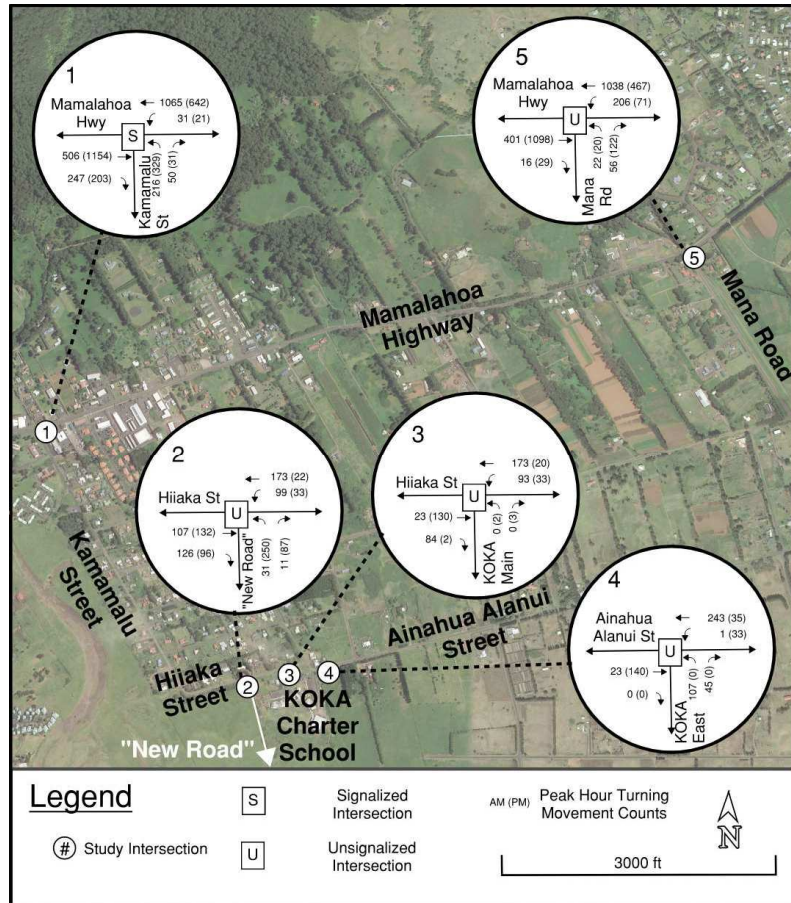 1
Mamalahoa
Hwy
1065 (642)
31 (21)
S
506 (1154)
247 (203)
216 (329)
50 (31)
Kamamalu
St
5
Mamalahoa
Hwy
1038 (467)
206 (71)
U
401 (1098)
16 (29)
22 (20)
56 (122)
Mana
Rd
5
Mana Road
Mamalahoa
Highway
1
2
Hiiaka St
173 (22)
99 (33)
U
107 (132)
126 (96)
31 (250)
11 (87)
"New Road"
3
Hiiaka St
173 (20)
93 (33)
U
23 (130)
84 (2)
0 (2)
0 (3)
KOKA
Main
4
Ainahua
Alanui St
243 (35)
1 (33)
U
23 (140)
0 (0)
107 (0)
45 (0)
KOKA
East
Kamamalu
Street
Ainahua Alanui
Street
Hiiaka
Street
2
3
4
KOKA
Charter
School
"New Road"
Legend
# Study Intersection
S Signalized
Intersection
U Unsignalized
Intersection
AM (PM) Peak Hour Turning
Movement Counts
N
3000 ft